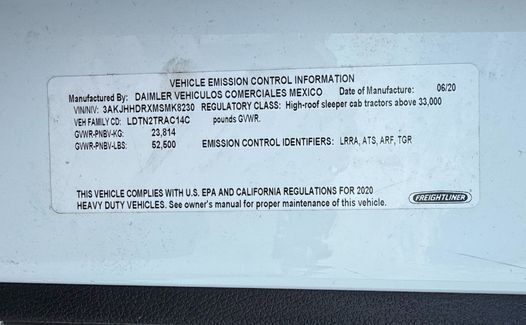 VEHICLE EMISSION CONTROL INFORMATION
Manufactured By: DAIMLER VEHICULOS COMERCIALES MEXICO Date of Manufacture: 06/20
VIN/NIV: 3AKJHHDRXMSMK8230 REGULATORY CLASS: High-roof sleeper cab tractors above 33,000
VEH FAMILY CD: LDTN2TRAC14C pounds GVWR.
GVWR-PNBV-KG: 23,814
GVWR-PNBV-LBS: 52,500 EMISSION CONTROL IDENTIFIERS: LRRA, ATS, ARF, TGR
THIS VEHICLE COMPLIES WITH U.S. EPA AND CALIFORNIA REGULATIONS FOR 2020
HEAVY DUTY VEHICLES. See owner's manual for proper maintenance of this vehicle.
FREIGHTLINER